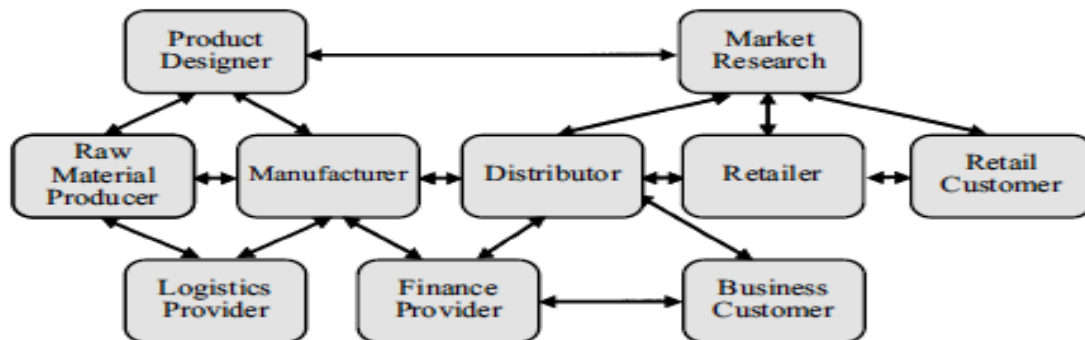 Product
Designer
Market
Research
Raw
Material
Producer
Manufacturer
Distributor
Retailer
Retail
Customer
Logistics
Provider
Finance
Provider
Business
Customer